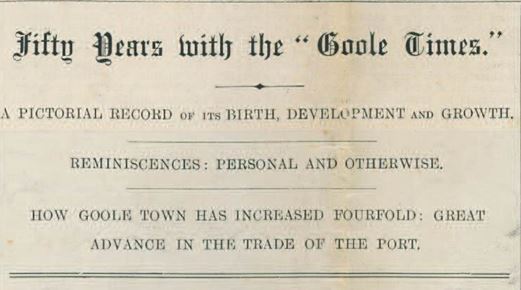 Fifty Years with the "Goole Times."
A PICTORIAL RECORD OF ITS BIRTH, DEVELOPMENT AND GROWTH.
REMINISCENCES: PERSONAL AND OTHERWISE.
HOW GOOLE TOWN HAS INCREASED FOURFOLD: GREAT
ADVANCE IN THE TRADE OF THE PORT.